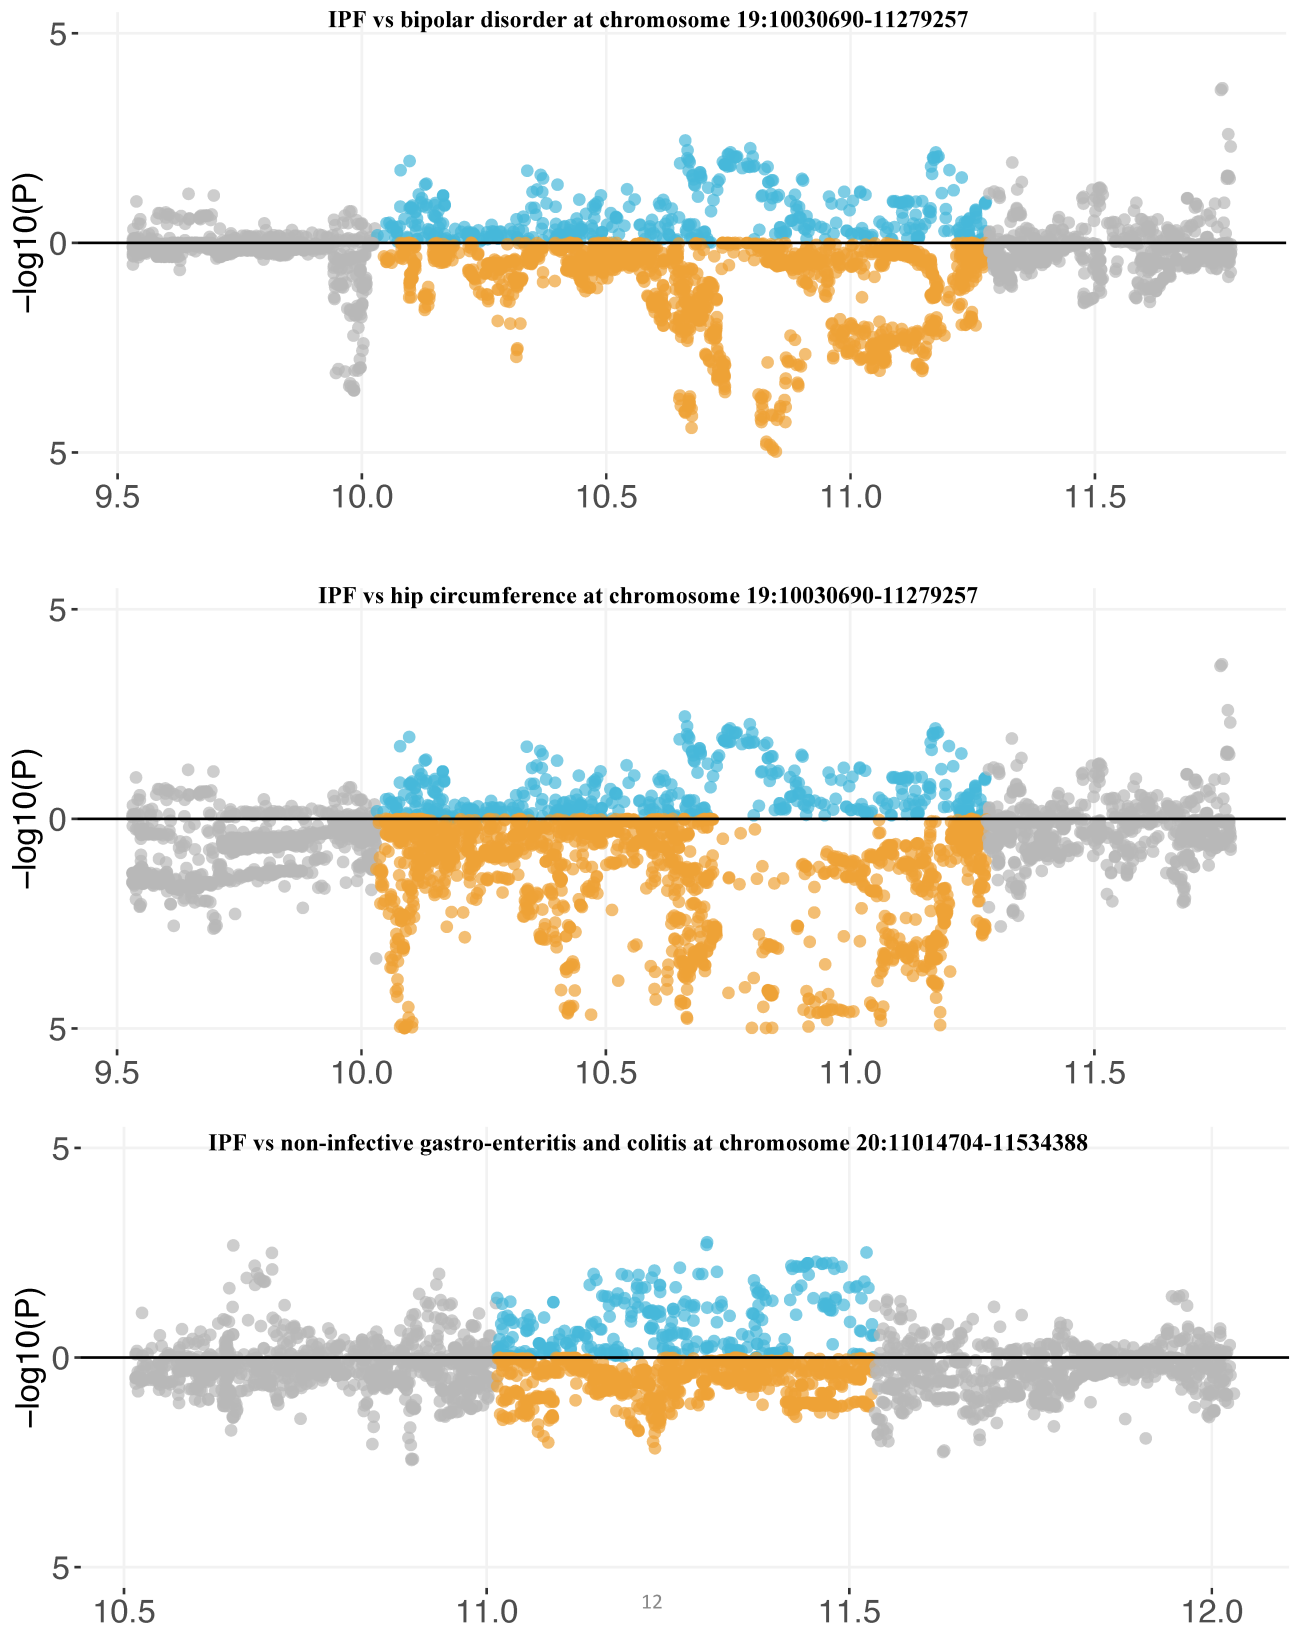 IPF vs bipolar disorder at chromosome 19:10030690-11279257
5
−log10(P)
0
5
9.5 10.0 10.5 11.0 11.5
IPF vs hip circumference at chromosome 19:10030690-11279257
5
−log10(P)
0
5
9.5 10.0 10.5 11.0 11.5
IPF vs non-infective gastro-enteritis and colitis at chromosome 20:11014704-11534388
5
−log10(P)
0
5
10.5 11.0 11.5 12.0
12